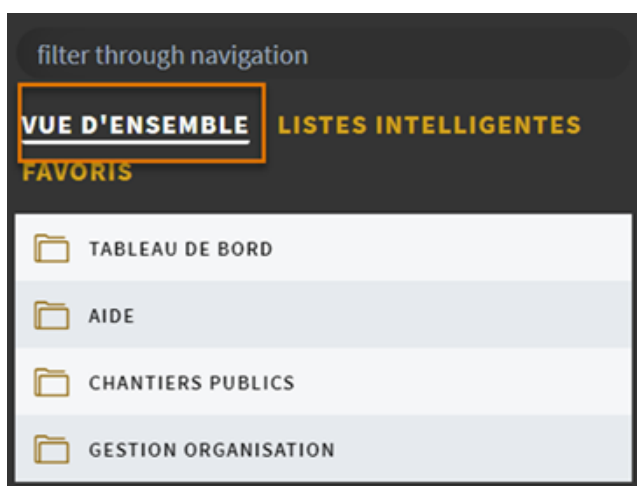 filter through navigation
VUE D'ENSEMBLE LISTES INTELLIGENTES
FAVORIS
TABLEAU DE BORD
AIDE
CHANTIERS PUBLICS
GESTION ORGANISATION